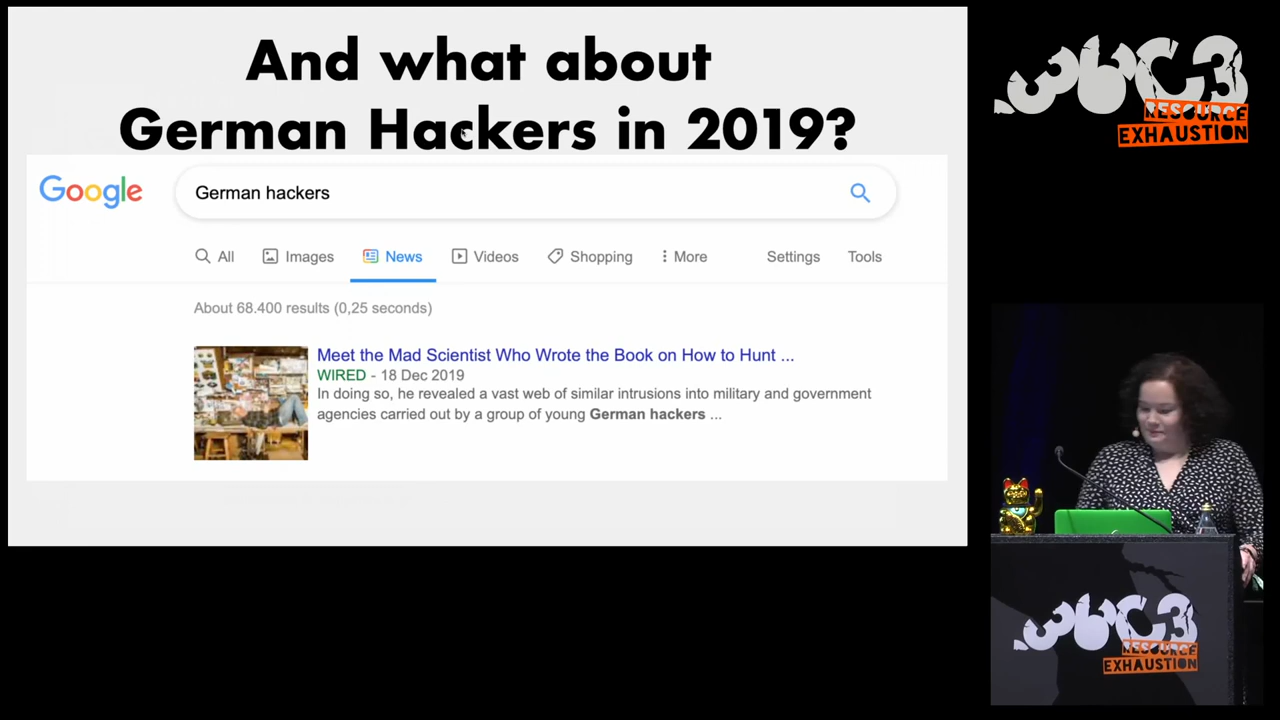 And what about
German Hackers in 2019?
Google
German hackers
All
Images
News
Videos
Shopping
More
Settings
Tools
About 68.400 results (0,25 seconds)
Meet the Mad Scientist Who Wrote the Book on How to Hunt ...
WIRED - 18 Dec 2019
In doing so, he revealed a vast web of similar intrusions into military and government
agencies carried out by a group of young German hackers ...
36C3
RESOURCE
EXHAUSTION
36C3
RESOURCE
EXHAUSTION